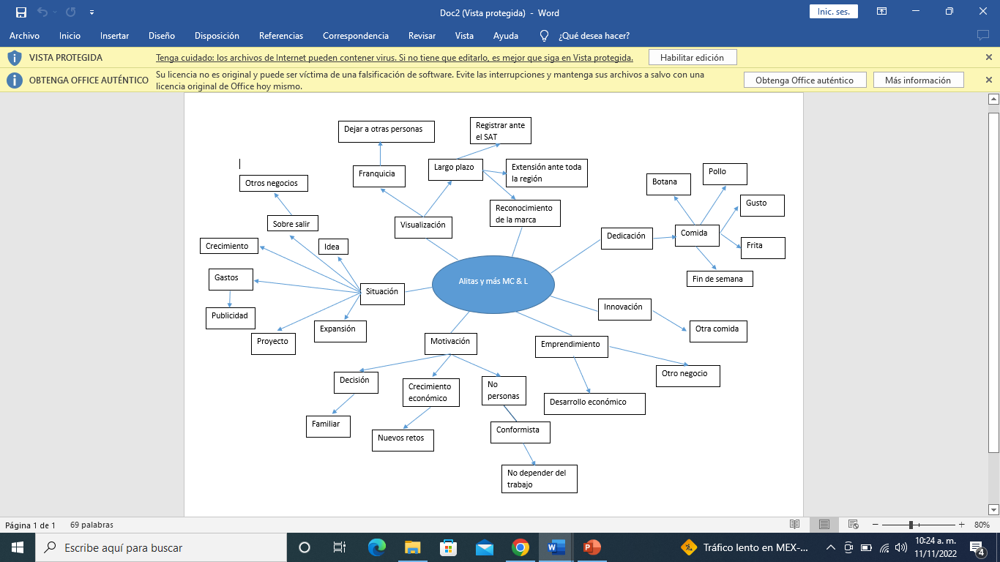 Doc2 (Vista protegida) - Word
Inic. ses.
Archivo Inicio Insertar Diseño Disposición Referencias Correspondencia Revisar Vista Ayuda ¿Qué desea hacer?
VISTA PROTEGIDA Tenga cuidado: los archivos de Internet pueden contener virus. Si no tiene que editarlo, es mejor que siga en Vista protegida. Habilitar edición
OBTENGA OFFICE AUTÉNTICO Su licencia no es original y puede ser víctima de una falsificación de software. Evite las interrupciones y mantenga sus archivos a salvo con una
licencia original de Office hoy mismo.
Obtenga Office auténtico Más información
Dejar a otras personas
Registrar ante
el SAT
Franquicia
Largo plazo
Extensión ante toda
la región
Otros negocios
Botana
Pollo
Gusto
Reconocimiento
de la marca
Sobre salir
Visualización
Dedicación
Comida
Crecimiento
Idea
Frita
Gastos
Alitas y más MC & L
Fin de semana
Situación
Innovación
Publicidad
Expansión
Otra comida
Proyecto
Motivación
Emprendimiento
Decisión
Crecimiento
económico
No
personas
Otro negocio
Desarrollo económico
Familiar
Nuevos retos
Conformista
No depender del
trabajo
Página 1 de 1 69 palabras 80%
Escribe aquí para buscar
Tráfico lento en MEX-...
10:24 a. m.
11/11/2022
4